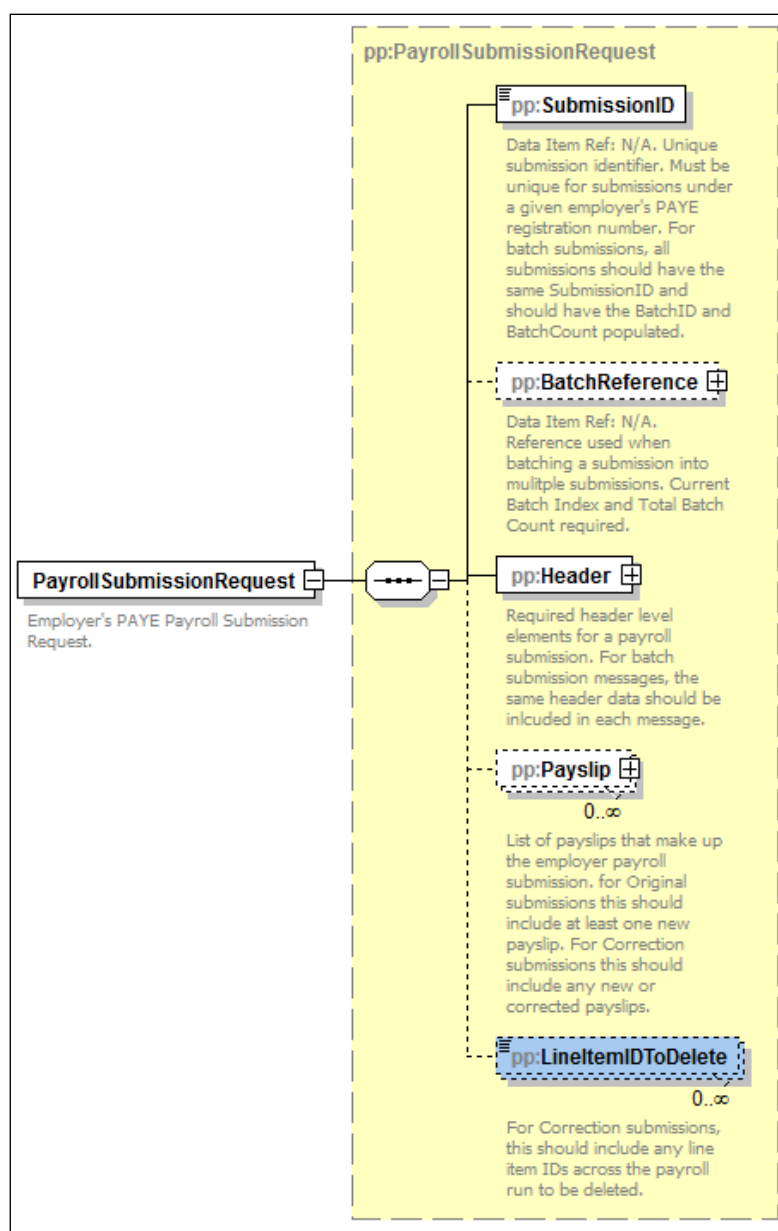 pp:PayrollSubmissionRequest
pp:SubmissionID
Data Item Ref: N/A. Unique
submission identifier. Must be
unique for submissions under
a given employer's PAYE
registration number. For
batch submissions, all
submissions should have the
same SubmissionID and
should have the BatchID and
BatchCount populated.
pp:BatchReference
Data Item Ref: N/A.
Reference used when
batching a submission into
mulitple submissions. Current
Batch Index and Total Batch
Count required.
PayrollSubmissionRequest
Employer's PAYE Payroll Submission
Request.
pp:Header
Required header level
elements for a payroll
submission. For batch
submission messages, the
same header data should be
inlcuded in each message.
pp:Payslip
0..∞
List of payslips that make up
the employer payroll
submission. for Original
submissions this should
include at least one new
payslip. For Correction
submissions this should
include any new or
corrected payslips.
pp:LineItemIDToDelete
0..∞
For Correction submissions,
this should include any line
item IDs across the payroll
run to be deleted.